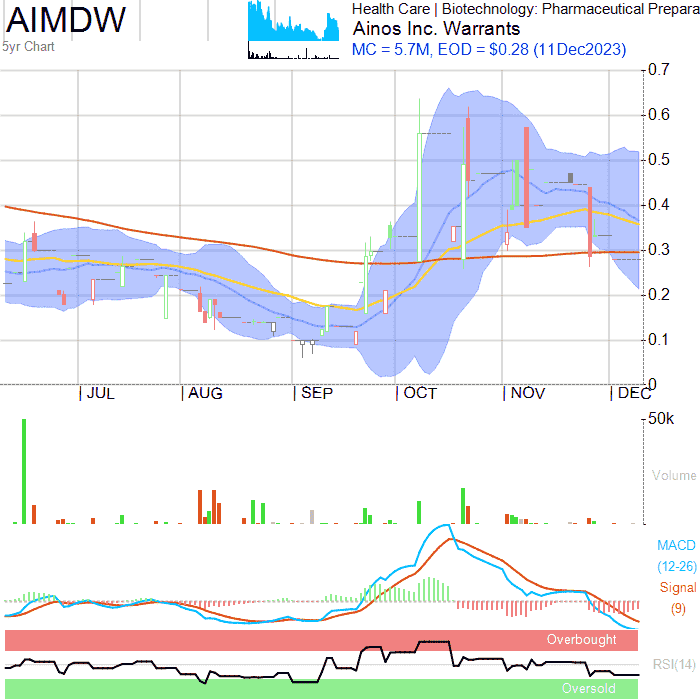 AIMDW
5yr Chart
Health Care | Biotechnology: Pharmaceutical Prepara
Ainos Inc. Warrants
MC = 5.7M, EOD = $0.28 (11Dec2023)
0.7
0.6
0.5
0.4
0.3
0.2
0.1
0
JUL
AUG
SEP
OCT
NOV
DEC
50k
Volume
MACD
(12-26)
Signal
(9)
Overbought
RSI(14)
Oversold